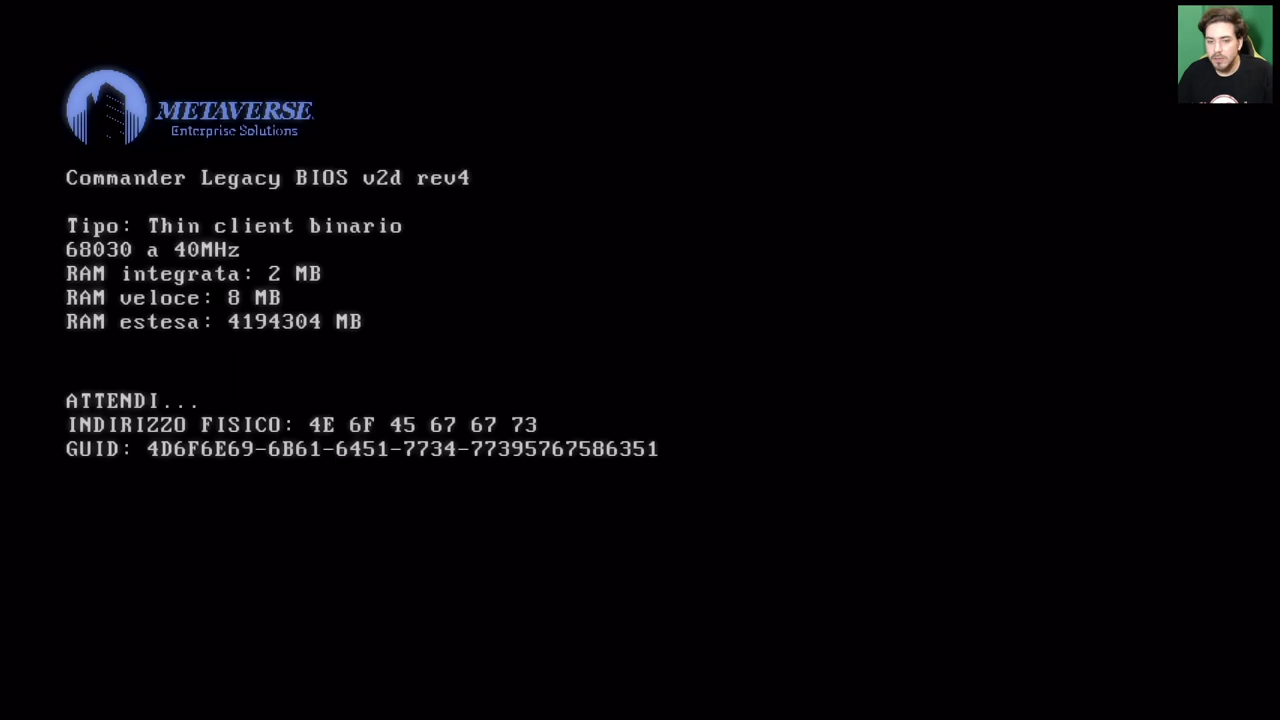 METAVERSE
Enterprise Solutions
Commander Legacy BIOS v2d rev4
Tipo: Thin client binario
68030 a 40MHz
RAM integrata: 2 MB
RAM veloce: 8 MB
RAM estesa: 4194304 MB
ATTENDI...
INDIRIZZO FISICO: 4E 6F 45 67 67 73
GUID: 4D6F6E69-6B61-6451-7734-77395767586351